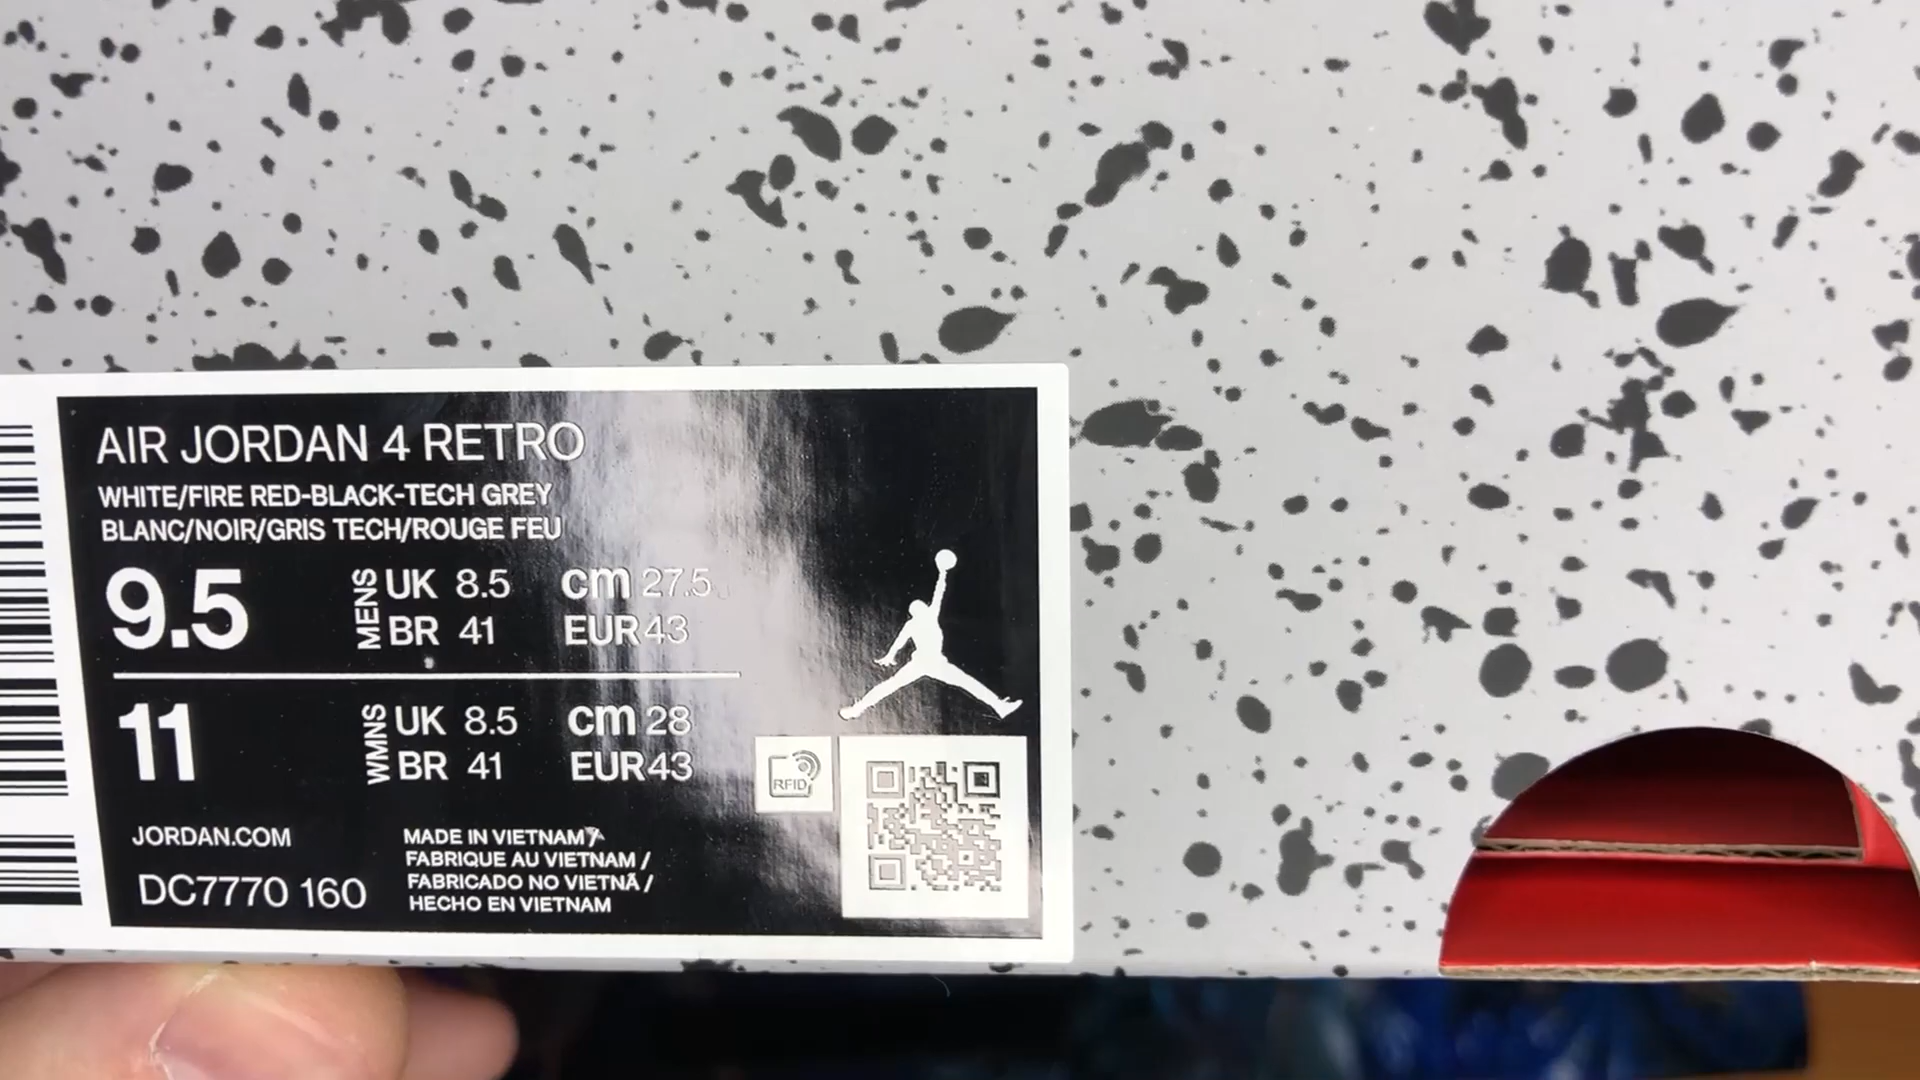 AIR JORDAN 4 RETRO
WHITE/FIRE RED-BLACK-TECH GREY
BLANC/NOIR/GRIS TECH/ROUGE FEU
9.5 MENS UK 8.5 cm 27.5
BR 41 EUR 43
11 WMNS UK 8.5 cm 28
BR 41 EUR 43
RFID
JORDAN.COM
DC7770 160
MADE IN VIETNAM /
FABRIQUE AU VIETNAM /
FABRICADO NO VIETNÃ /
HECHO EN VIETNAM